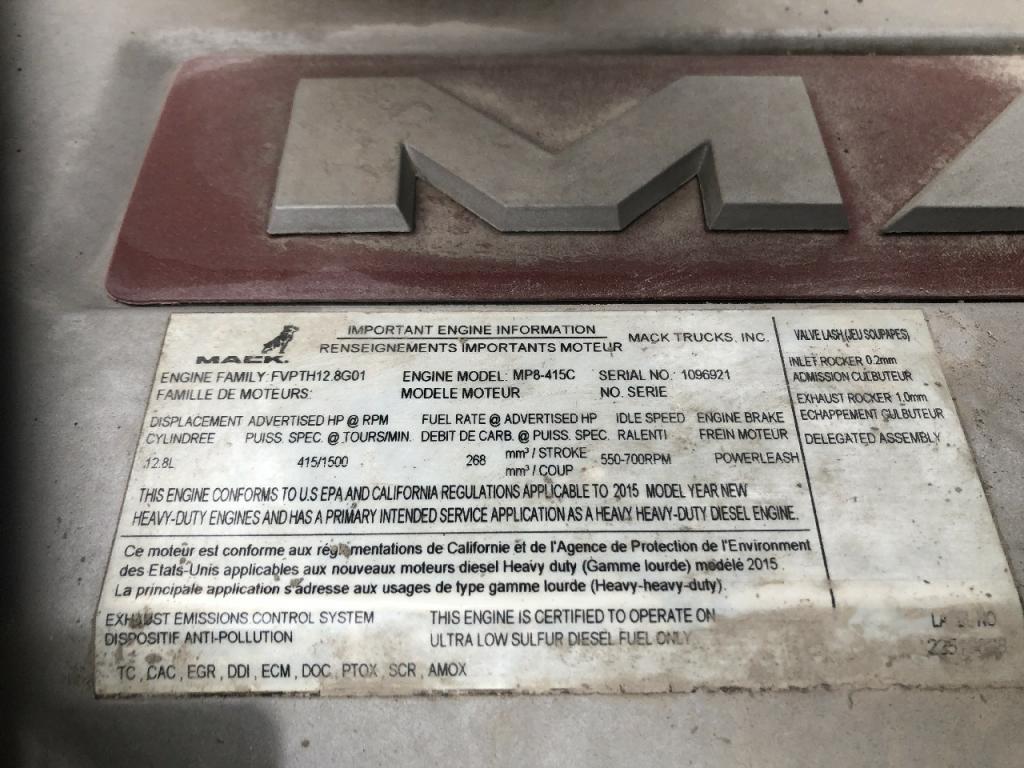 MA
MACK.
IMPORTANT ENGINE INFORMATION
RENSEIGNEMENTS IMPORTANTS MOTEUR
MACK TRUCKS, INC.
ENGINE FAMILY: FVPTH12.8G01 ENGINE MODEL: MP8-415C SERIAL NO.: 1096921
FAMILLE DE MOTEURS: MODELE MOTEUR NO. SERIE
DISPLACEMENT ADVERTISED HP @ RPM FUEL RATE @ ADVERTISED HP IDLE SPEED ENGINE BRAKE
CYLINDREE PUISS. SPEC. @ TOURS/MIN. DEBIT DE CARB. @ PUISS. SPEC. RALENTI FREIN MOTEUR
12.8L 415/1500 268 mm³ / STROKE 550-700RPM POWERLEASH
mm³ / COUP
THIS ENGINE CONFORMS TO U.S EPA AND CALIFORNIA REGULATIONS APPLICABLE TO 2015 MODEL YEAR NEW
HEAVY-DUTY ENGINES AND HAS A PRIMARY INTENDED SERVICE APPLICATION AS A HEAVY HEAVY-DUTY DIESEL ENGINE.
Ce moteur est conforme aux réglementations de Californie et de l'Agence de Protection de l'Environment
des Etats-Unis applicables aux nouveaux moteurs diesel Heavy duty (Gamme lourde) modélé 2015
La principale application s'adresse aux usages de type gamme lourde (Heavy-heavy-duty).
EXHAUST EMISSIONS CONTROL SYSTEM THIS ENGINE IS CERTIFIED TO OPERATE ON
DISPOSITIF ANTI-POLLUTION ULTRA LOW SULFUR DIESEL FUEL ONLY
TC , CAC , EGR , DDI , ECM , DOC , PTOX , SCR , AMOX
VALVE LASH (JEU SOUPAPES)
INLET ROCKER 0.2mm
ADMISSION CULBUTEUR
EXHAUST ROCKER 1.0mm
ECHAPPEMENT CULBUTEUR
DELEGATED ASSEMBLY
NO